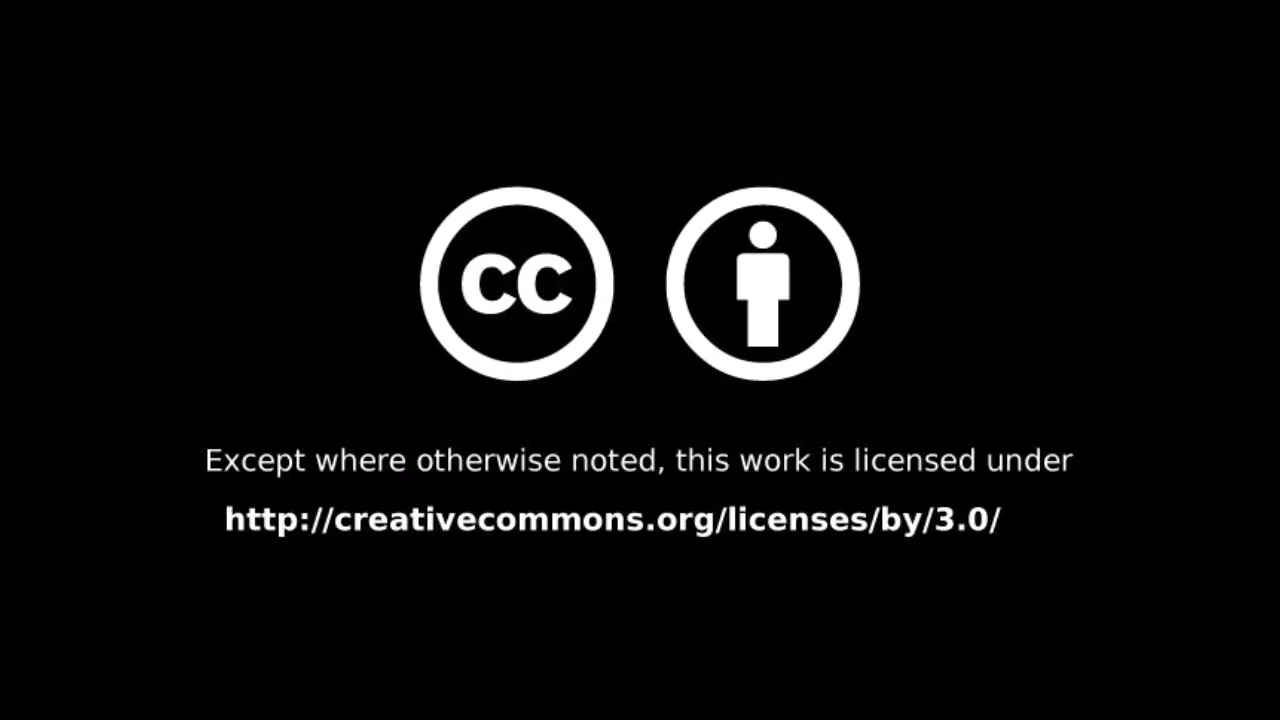 cc
Except where otherwise noted, this work is licensed under
http://creativecommons.org/licenses/by/3.0/